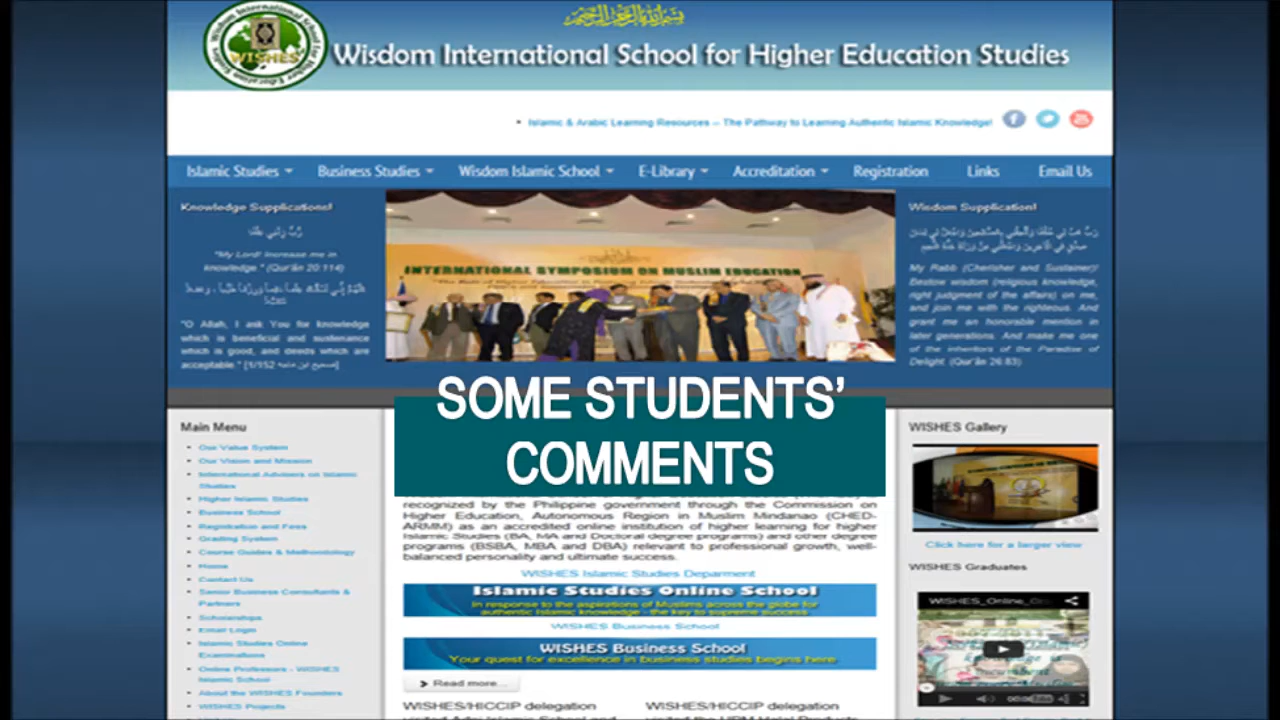 بسم الله الرحمن الرحيم
WISHES
Wisdom International School for Higher Education Studies
Islamic & Arabic Learning Resources -- The Pathway to Learning Authentic Islamic Knowledge!
Islamic Studies Business Studies Wisdom Islamic School E-Library Accreditation Registration Links Email Us
Knowledge Supplications!
"My Lord! Increase me in
knowledge." (Qur'ân 20:114)
"O Allah, I ask You for knowledge
which is beneficial and sustenance
which is good, and deeds which are
acceptable."
INTERNATIONAL SYMPOSIUM ON MUSLIM EDUCATION
Wisdom Supplication!
My Rabb (Cherisher and Sustainer)!
Bestow wisdom (religious knowledge,
right judgment of the affairs) on me,
and join me with the righteous. And
grant me an honorable mention in
later generations. And make me one
of the inheritors of the Paradise of
Delight. (Qur'ân 26:83)
SOME STUDENTS’
COMMENTS
Main Menu
Our Value System
Our Vision and Mission
International Advisers on Islamic
Studies
Higher Islamic Studies
Business School
Registration and Fees
Grading System
Course Guides & Methodology
Home
Contact Us
Senior Business Consultants &
Partners
Scholarships
Email Login
Islamic Studies Online
Examinations
Online Professors - WISHES
Islamic School
About the WISHES Founders
WISHES Projects
recognized by the Philippine government through the Commission on
Higher Education, Autonomous Region in Muslim Mindanao (CHED-
ARMM) as an accredited online institution of higher learning for higher
Islamic Studies (BA, MA and Doctoral degree programs) and other degree
programs (BSBA, MBA and DBA) relevant to professional growth, well-
balanced personality and ultimate success.
WISHES Islamic Studies Deparment
Islamic Studies Online School
In response to the aspirations of Muslims across the globe for
authentic Islamic knowledge - the key to supreme success
WISHES Business School
WISHES Business School
Your quest for excellence in business studies begins here
Read more...
WISHES/HICCIP delegation
WISHES/HICCIP delegation
WISHES Gallery
Click here for a larger view
WISHES Graduates